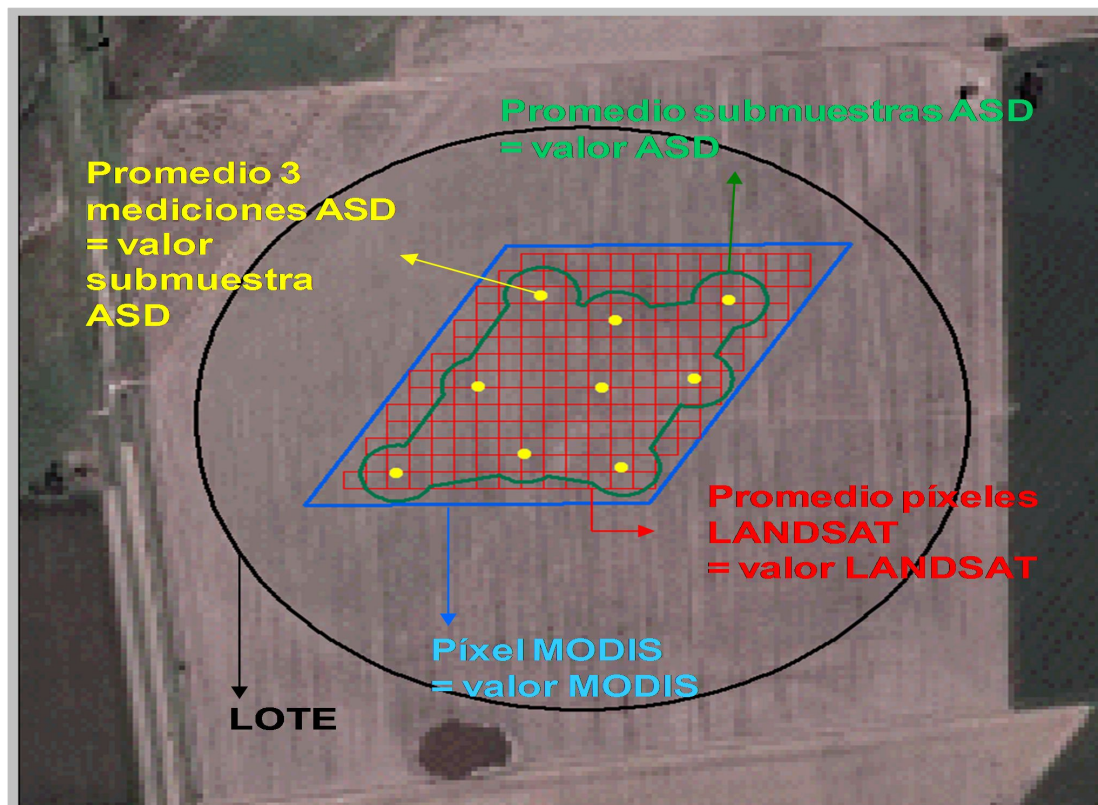 Promedio submuestras ASD
= valor ASD
Promedio 3
mediciones ASD
= valor
submuestra
ASD
Promedio píxeles
LANDSAT
= valor LANDSAT
Píxel MODIS
= valor MODIS
LOTE